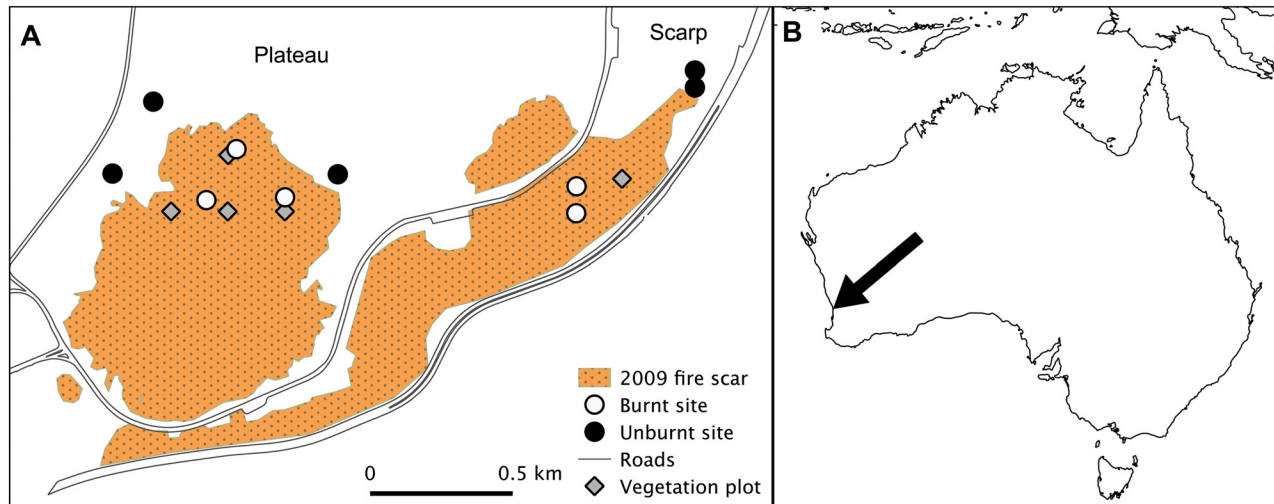 A
Plateau
Scarp
B
2009 fire scar
Burnt site
Unburnt site
Roads
Vegetation plot
0 0.5 km